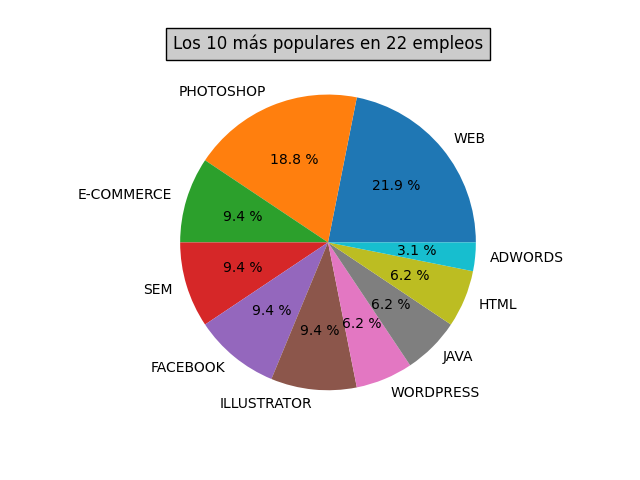 Los 10 más populares en 22 empleos
PHOTOSHOP
WEB
18.8 %
21.9 %
E-COMMERCE
9.4 %
3.1 %
ADWORDS
9.4 %
6.2 %
SEM
HTML
9.4 %
6.2 %
9.4 %
6.2 %
JAVA
FACEBOOK
WORDPRESS
ILLUSTRATOR